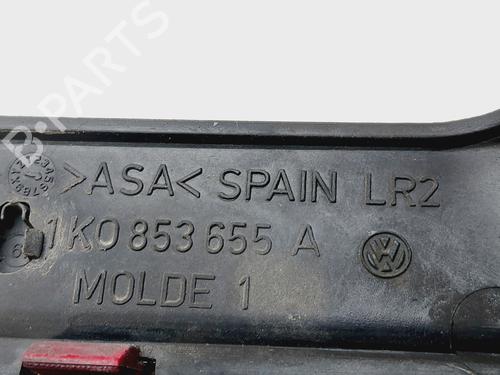 >ASA< SPAIN LR2
1K0 853 655 A
MOLDE 1
B-PARTS